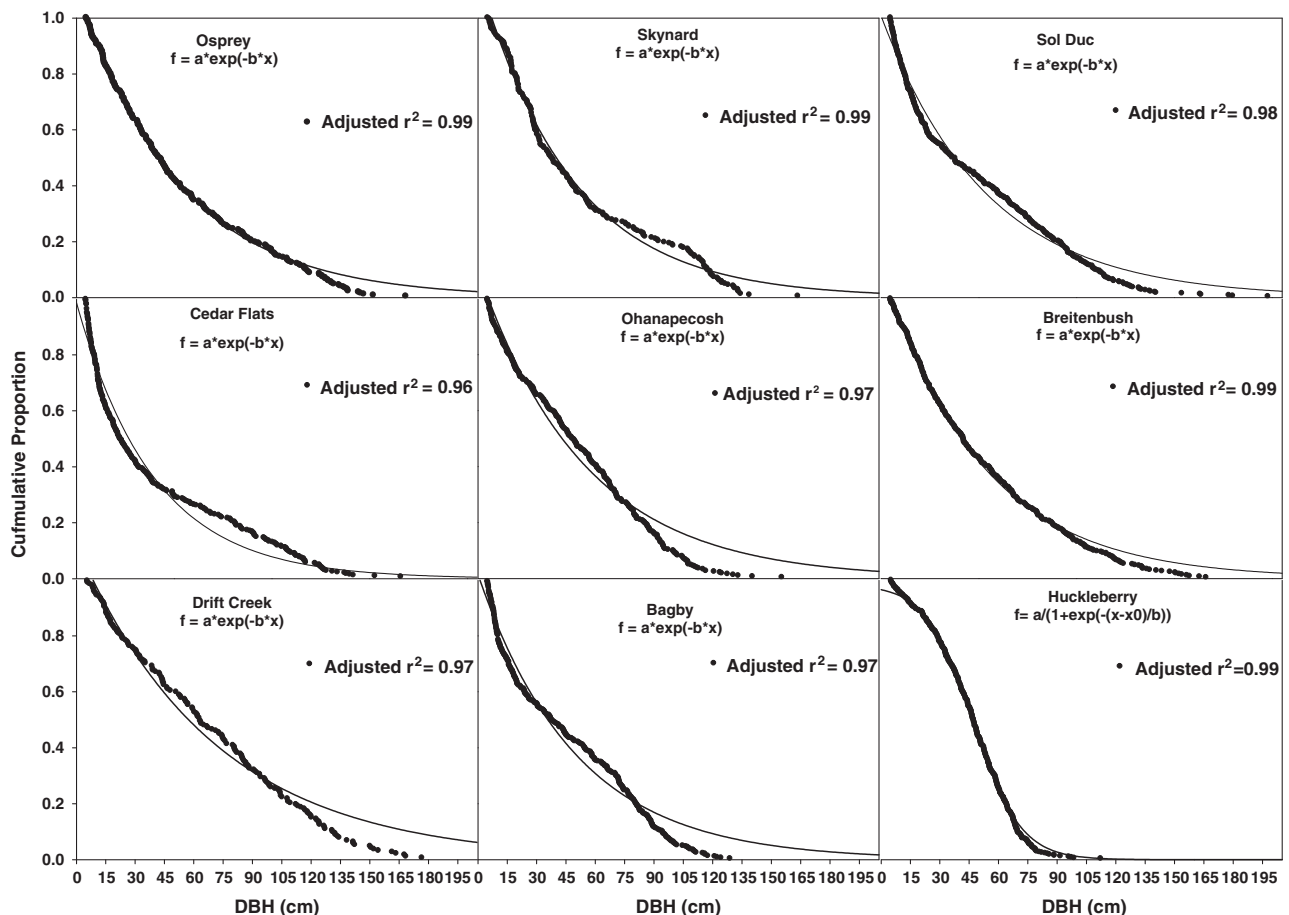 1.0
0.8
0.6
0.4
0.2
0.0
Osprey
f = a*exp(-b*x)
Adjusted r² = 0.99
Skynard
f = a*exp(-b*x)
Adjusted r² = 0.99
Sol Duc
f = a*exp(-b*x)
Adjusted r² = 0.98
0.8
0.6
0.4
0.2
0.0
Cedar Flats
f = a*exp(-b*x)
Adjusted r² = 0.96
Ohanapecosh
f = a*exp(-b*x)
Adjusted r² = 0.97
Breitenbush
f = a*exp(-b*x)
Adjusted r² = 0.99
Cufmulative Proportion
0.8
0.6
0.4
0.2
0.0
Drift Creek
f = a*exp(-b*x)
Adjusted r² = 0.97
Bagby
f = a*exp(-b*x)
Adjusted r² = 0.97
Huckleberry
f= a/(1+exp(-(x-x0)/b))
Adjusted r²=0.99
0 15 30 45 60 75 90 105 120 135 150 165 180 195
15 30 45 60 75 90 105 120 135 150 165 180 195
15 30 45 60 75 90 105 120 135 150 165 180 195
DBH (cm)
DBH (cm)
DBH (cm)